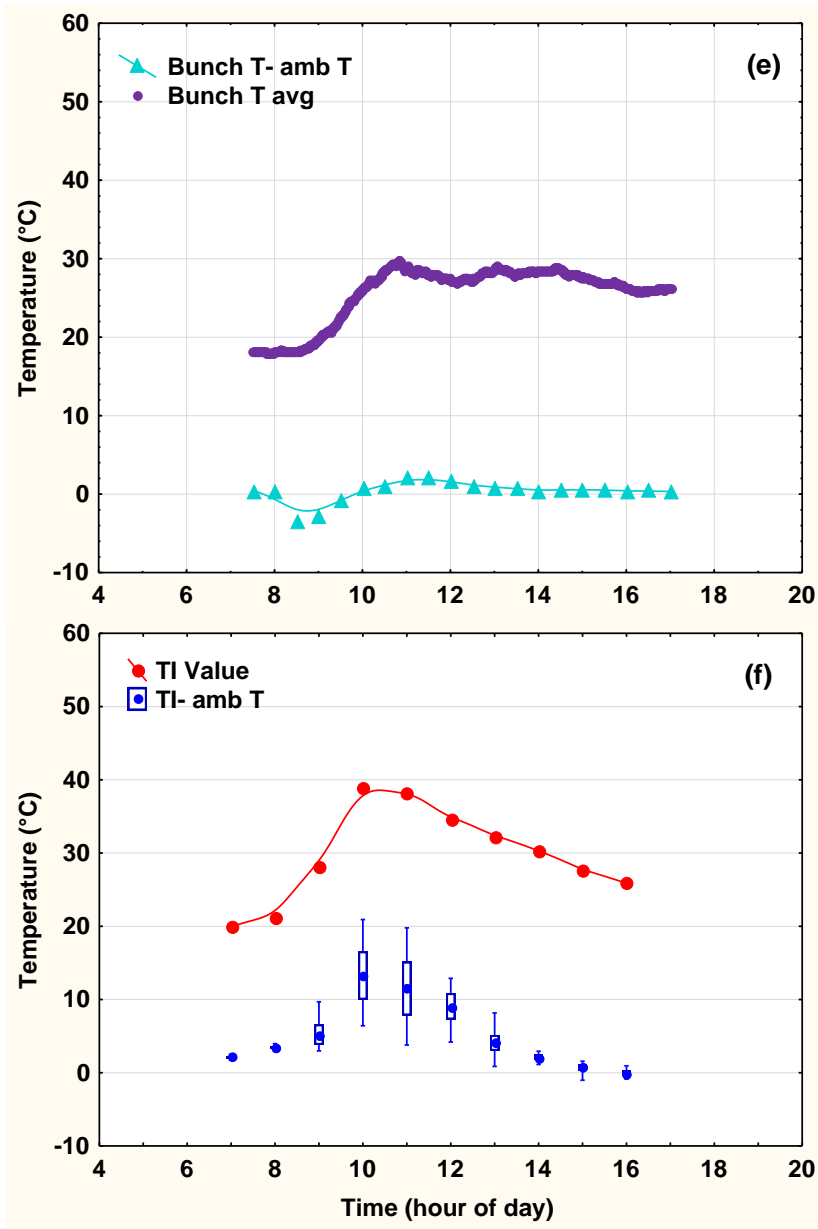 60
(e)
Bunch T- amb T
Bunch T avg
50
40
30
20
10
0
-10
Temperature (°C)
4 6 8 10 12 14 16 18 20
60
(f)
TI Value
TI- amb T
50
40
30
20
10
0
-10
Temperature (°C)
4 6 8 10 12 14 16 18 20
Time (hour of day)